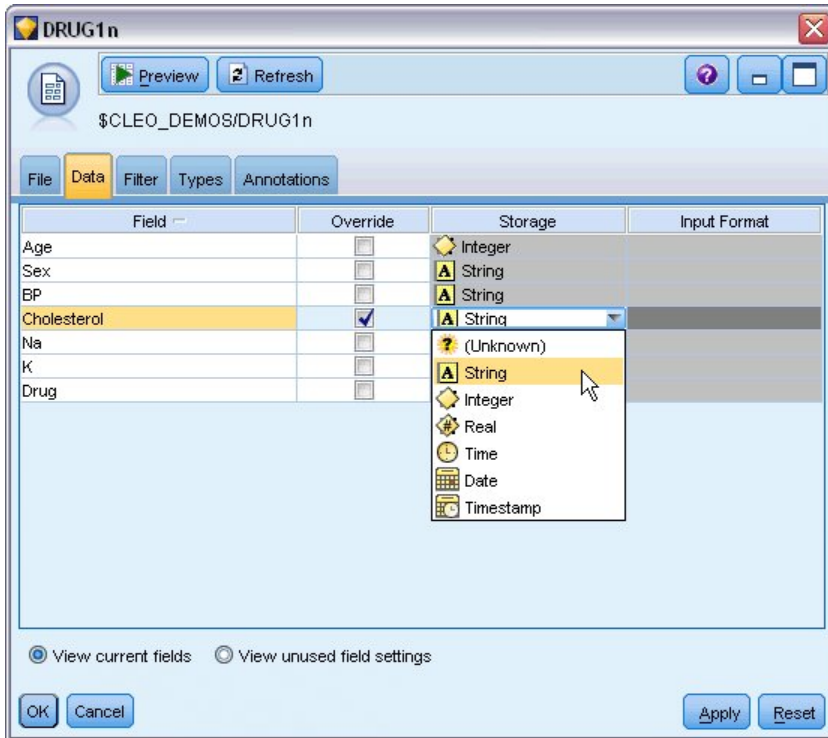 DRUG1n
Preview Refresh
$CLEO_DEMOS/DRUG1n
File Data Filter Types Annotations
Field Override Storage Input Format
Age Integer
Sex String
BP String
Cholesterol String
Na
K
Drug
(Unknown)
String
Integer
Real
Time
Date
Timestamp
View current fields View unused field settings
OK Cancel Apply Reset